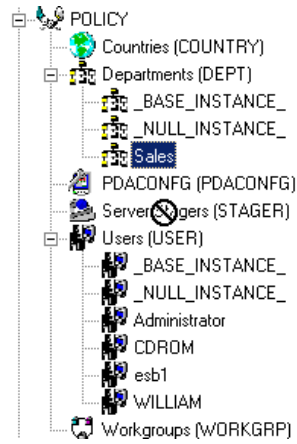 POLICY
Countries (COUNTRY)
Departments (DEPT)
_BASE_INSTANCE_
_NULL_INSTANCE_
Sales
PDACONFG (PDACONFG)
Server gers (STAGER)
Users (USER)
_BASE_INSTANCE_
_NULL_INSTANCE_
Administrator
CDROM
esb1
WILLIAM
Workgroups (WORKGRP)